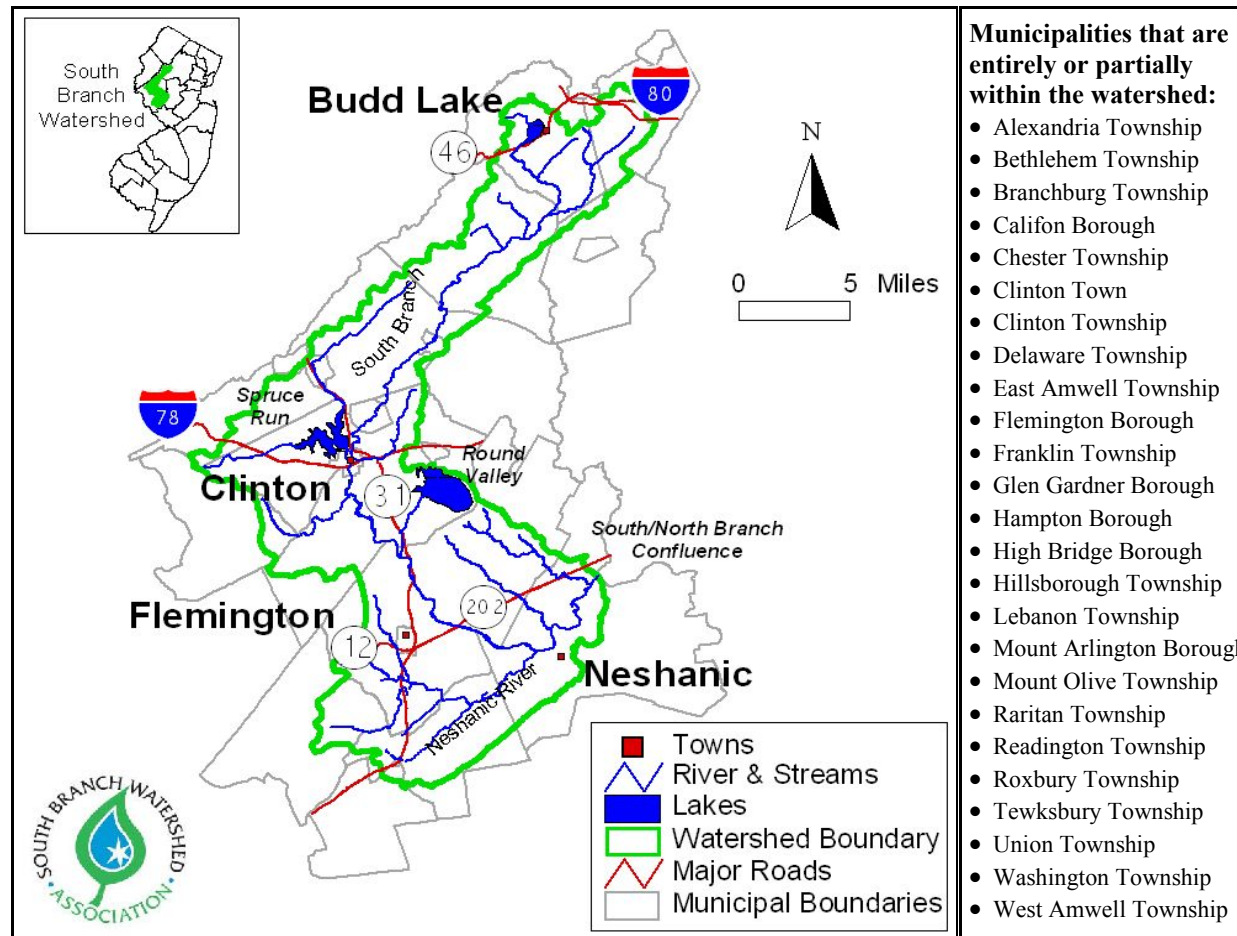 South
Branch
Watershed
Budd Lake
80
46
N
0 5 Miles
South Branch
Spruce
Run
78
Round
Valley
Clinton
31
South/North Branch
Confluence
Flemington
202
12
Neshanic
Neshanic River
Towns
River & Streams
Lakes
Watershed Boundary
Major Roads
Municipal Boundaries
SOUTH BRANCH WATERSHED
• ASSOCIATION •
Municipalities that are
entirely or partially
within the watershed:
• Alexandria Township
• Bethlehem Township
• Branchburg Township
• Califon Borough
• Chester Township
• Clinton Town
• Clinton Township
• Delaware Township
• East Amwell Township
• Flemington Borough
• Franklin Township
• Glen Gardner Borough
• Hampton Borough
• High Bridge Borough
• Hillsborough Township
• Lebanon Township
• Mount Arlington Borough
• Mount Olive Township
• Raritan Township
• Readington Township
• Roxbury Township
• Tewksbury Township
• Union Township
• Washington Township
• West Amwell Township